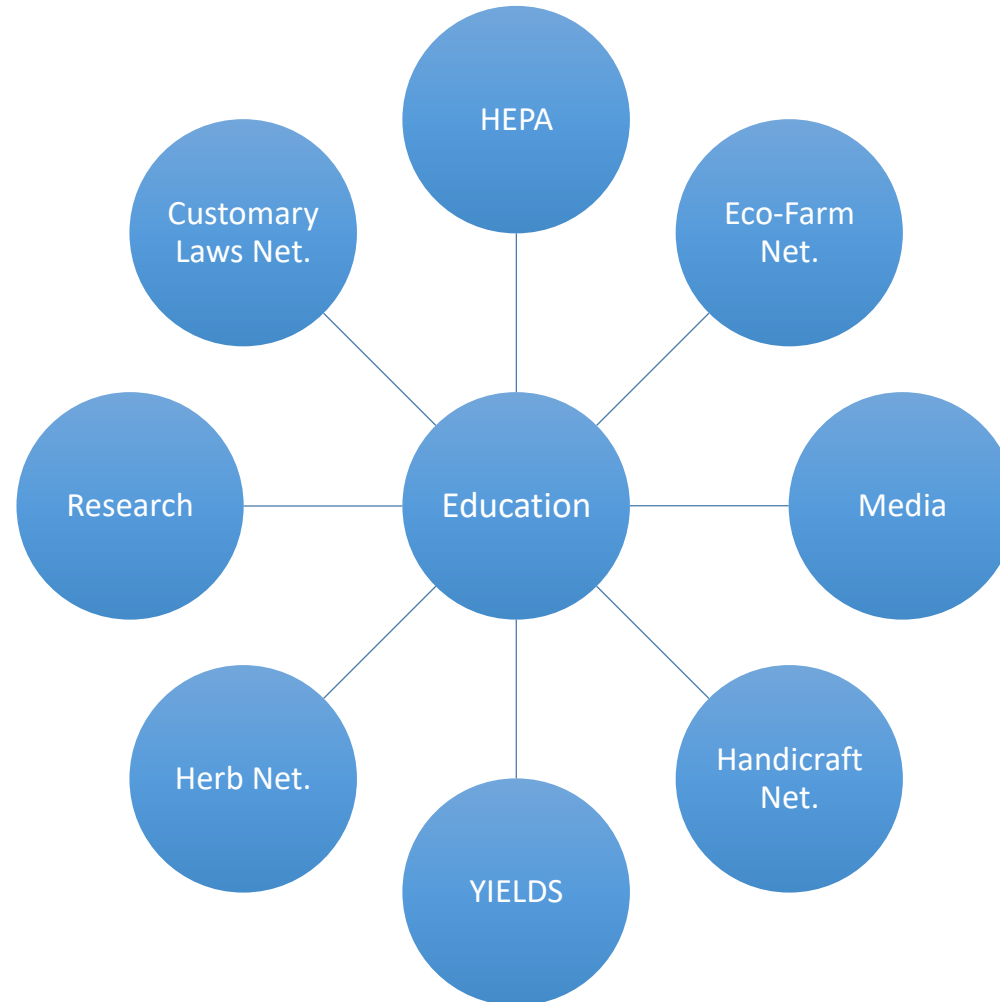 HEPA
Customary
Laws Net.
Eco-Farm
Net.
Research
Education
Media
Herb Net.
Handicraft
Net.
YIELDS